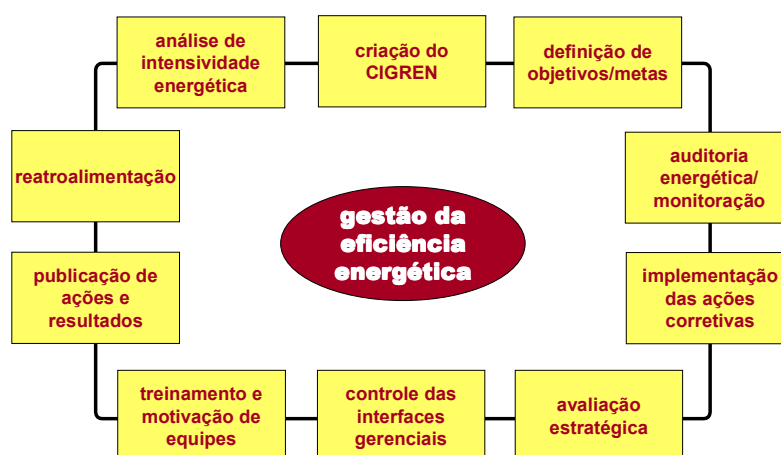 análise de
intensividade
energética
criação do
CIGREN
definição de
objetivos/metas
reatroalimentação
auditoria
energética/
monitoração
gestão da
eficiência
energética
publicação de
ações e
resultados
implementação
das ações
corretivas
treinamento e
motivação de
equipes
controle das
interfaces
gerenciais
avaliação
estratégica